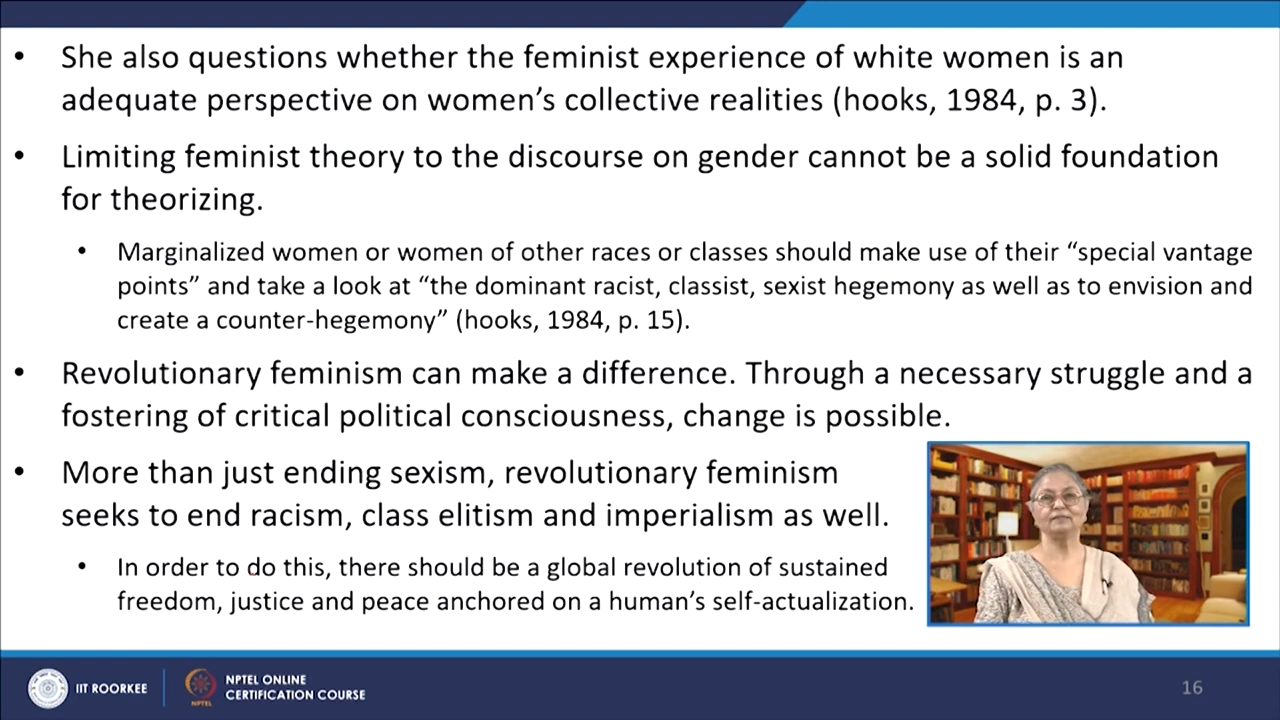 • She also questions whether the feminist experience of white women is an
adequate perspective on women's collective realities (hooks, 1984, p. 3).
• Limiting feminist theory to the discourse on gender cannot be a solid foundation
for theorizing.
• Marginalized women or women of other races or classes should make use of their “special vantage
points” and take a look at “the dominant racist, classist, sexist hegemony as well as to envision and
create a counter-hegemony” (hooks, 1984, p. 15).
• Revolutionary feminism can make a difference. Through a necessary struggle and a
fostering of critical political consciousness, change is possible.
• More than just ending sexism, revolutionary feminism
seeks to end racism, class elitism and imperialism as well.
• In order to do this, there should be a global revolution of sustained
freedom, justice and peace anchored on a human's self-actualization.
IIT ROORKEE
NPTEL
NPTEL ONLINE
CERTIFICATION COURSE
16